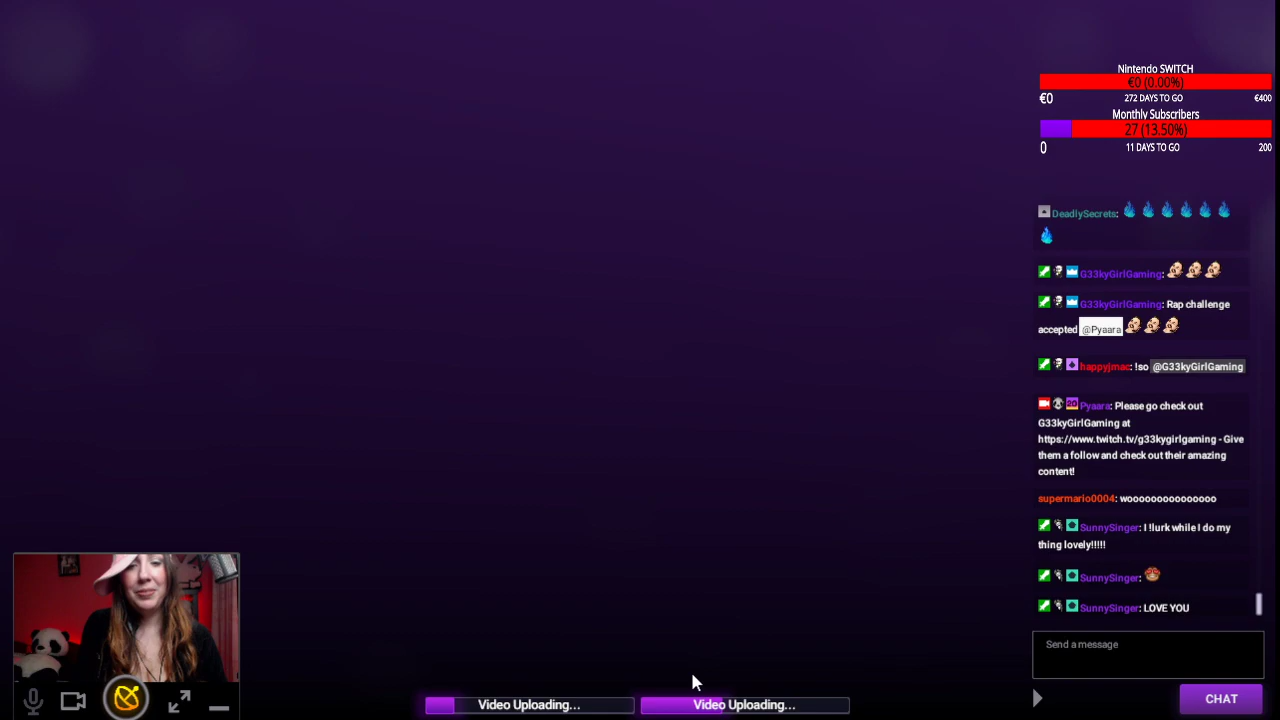 Nintendo SWITCH
€0 (0.00%)
€0 272 DAYS TO GO €400
Monthly Subscribers
27 (13.50%)
0 11 DAYS TO GO 200
DeadlySecrets:
G33kyGirlGaming:
G33kyGirlGaming: Rap challenge
accepted @Pyaara
happyjmac: !so @G33kyGirlGaming
Pyaara: Please go check out
G33kyGirlGaming at
https://www.twitch.tv/g33kygirlgaming - Give
them a follow and check out their amazing
content!
supermario0004: wooooooooooooooo
SunnySinger: I !lurk while I do my
thing lovely!!!!!
SunnySinger:
SunnySinger: LOVE YOU
Send a message
CHAT
Video Uploading...
Video Uploading...